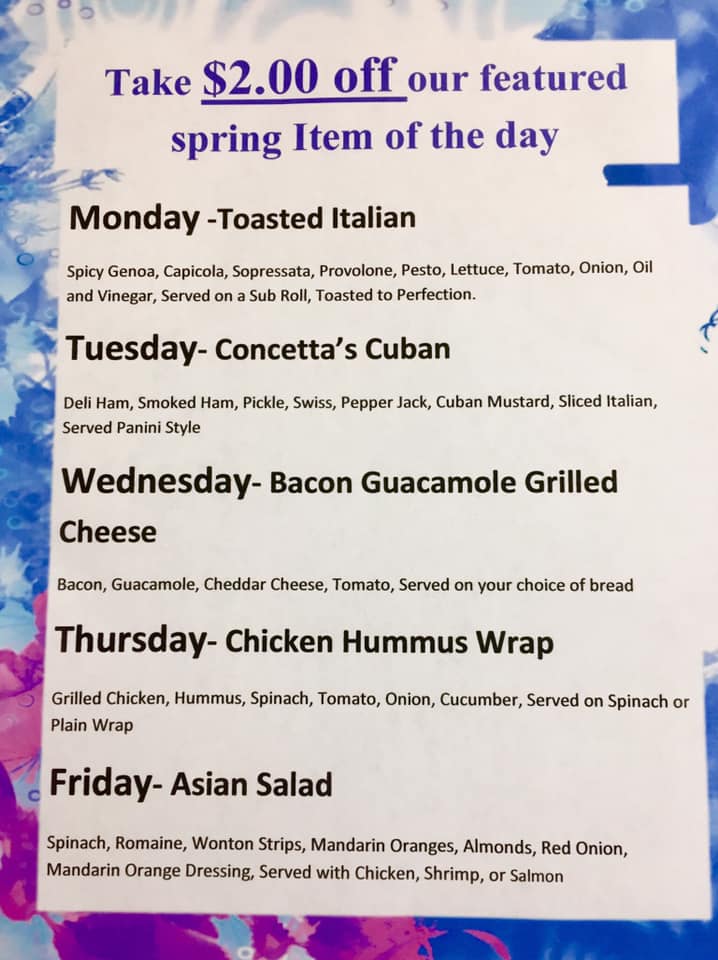 Take $2.00 off our featured
spring Item of the day
Monday -Toasted Italian
Spicy Genoa, Capicola, Sopressata, Provolone, Pesto, Lettuce, Tomato, Onion, Oil
and Vinegar, Served on a Sub Roll, Toasted to Perfection.
Tuesday- Concetta's Cuban
Deli Ham, Smoked Ham, Pickle, Swiss, Pepper Jack, Cuban Mustard, Sliced Italian,
Served Panini Style
Wednesday- Bacon Guacamole Grilled
Cheese
Bacon, Guacamole, Cheddar Cheese, Tomato, Served on your choice of bread
Thursday- Chicken Hummus Wrap
Grilled Chicken, Hummus, Spinach, Tomato, Onion, Cucumber, Served on Spinach or
Plain Wrap
Friday- Asian Salad
Spinach, Romaine, Wonton Strips, Mandarin Oranges, Almonds, Red Onion,
Mandarin Orange Dressing, Served with Chicken, Shrimp, or Salmon